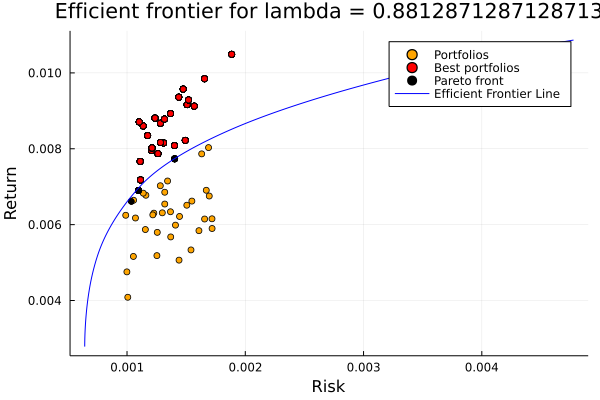 Efficient frontier for lambda = 0.8812871287128713
Portfolios
Best portfolios
Pareto front
Efficient Frontier Line
Return
0.010
0.008
0.006
0.004
0.001
0.002
0.003
0.004
Risk